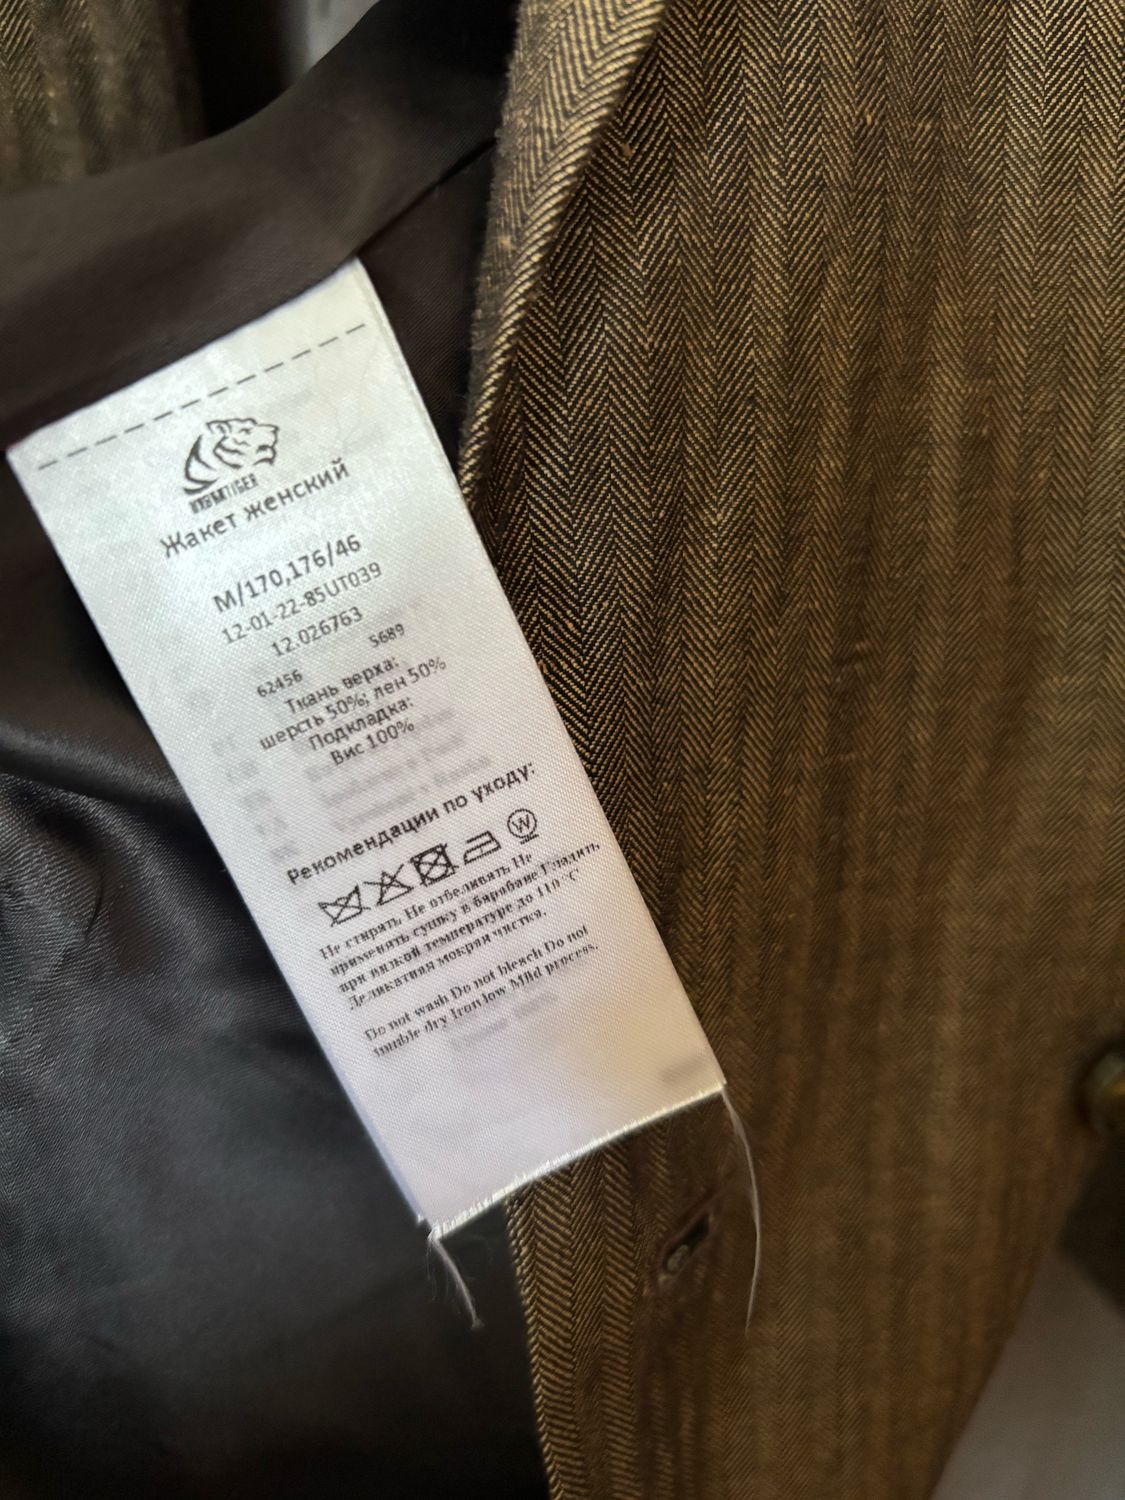 Жакет женский
M/170,176/46
12-01-22-85UT039
12.026763
62456 5689
Ткань верха:
шерсть 50%; лен 50%
Подкладка:
Вис 100%
Рекомендации по уходу:
W
Не стирать Не отбеливать Не
применять сушку в барабане Гладить
при низкой температуре до 110 °C
Деликатная мокрая чистка.
Do not wash Do not bleach Do not
tumble dry Iron low Mild process.